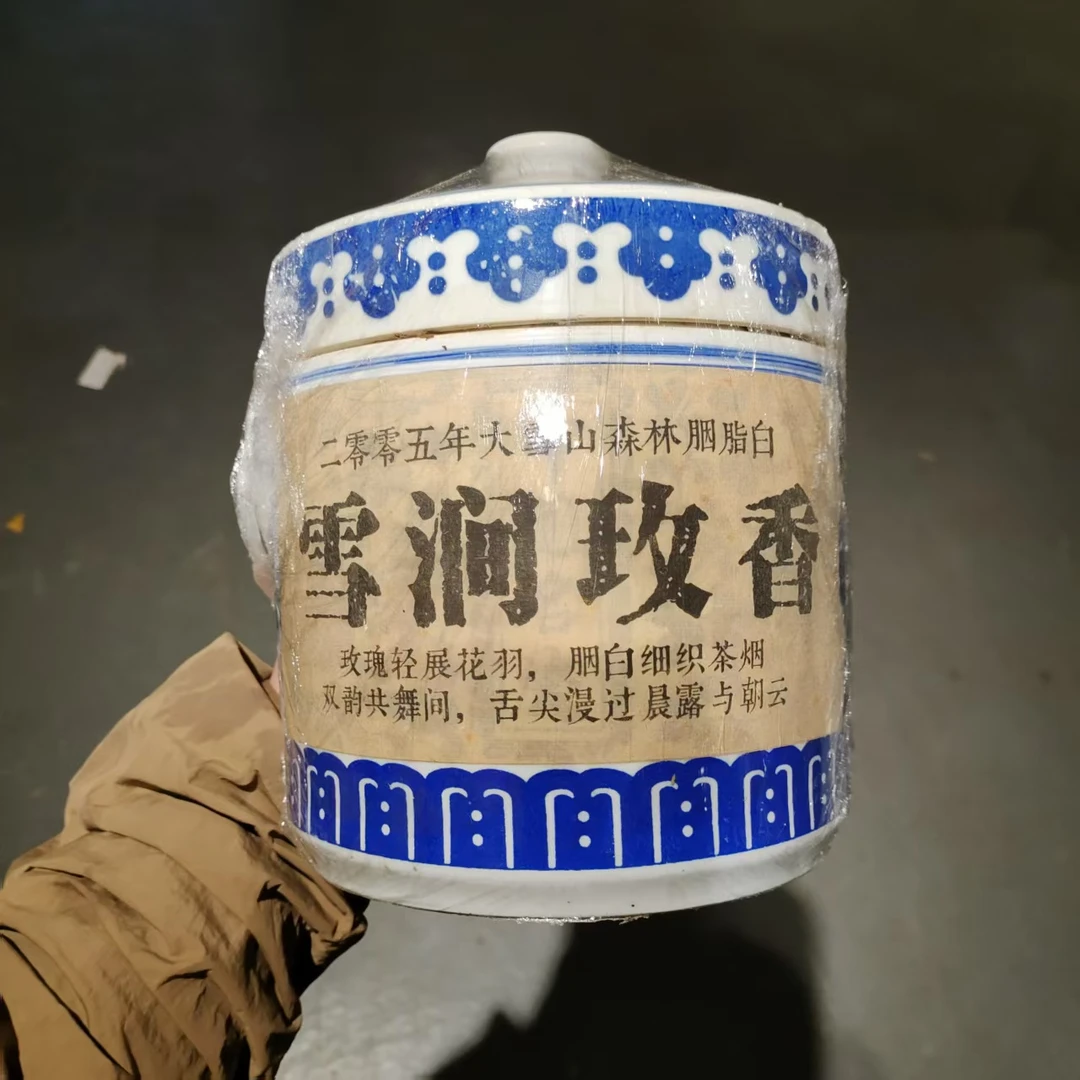 二零零五年大雪山森林胭脂白
雪涧玫香
玫瑰轻展花羽，胭白细织茶烟
双韵共舞间，舌尖漫过晨露与朝云